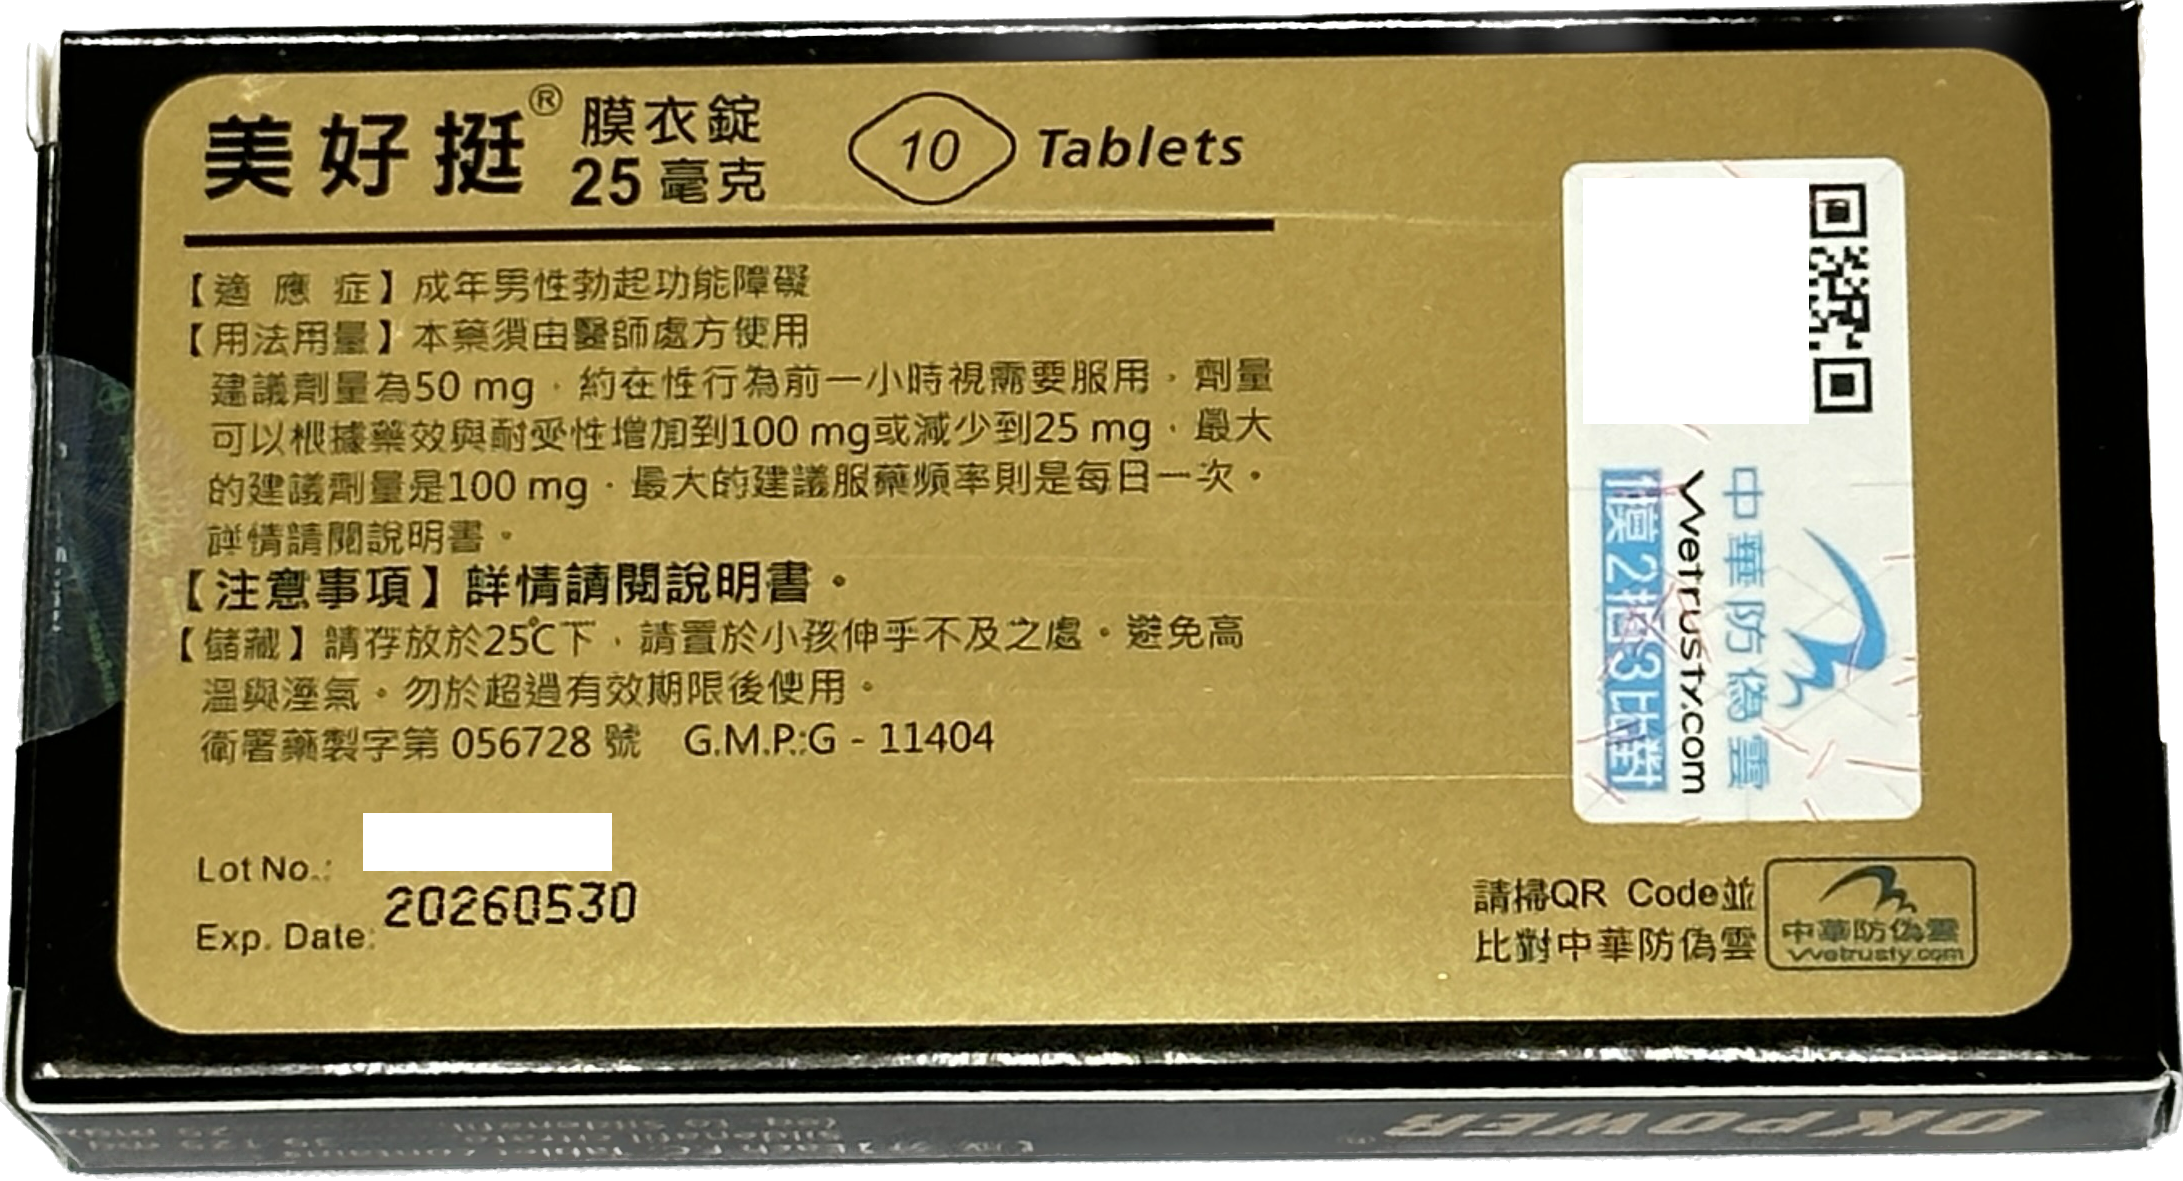 美好挺® 膜衣錠 25毫克 10 Tablets
【適應症】成年男性勃起功能障礙
【用法用量】本藥須由醫師處方使用
建議劑量為50 mg，約在性行為前一小時視需要服用，劑量
可以根據藥效與耐受性增加到100 mg或減少到25 mg，最大
的建議劑量是100 mg，最大的建議服藥頻率則是每日一次。
詳情請閱說明書。
【注意事項】詳情請閱說明書。
【儲藏】請存放於25℃下，請置於小孩伸手不及之處。避免高
溫與溼氣。勿於超過有效期限後使用。
衛署藥製字第 056728 號 G.M.P.:G - 11404
Lot No.:
Exp. Date: 20260530
中華防偽雲
Wetrusty.com
1摸2掃3比對
請掃QR Code並
比對中華防偽雲
中華防偽雲
Wetrusty.com
OKPOWER